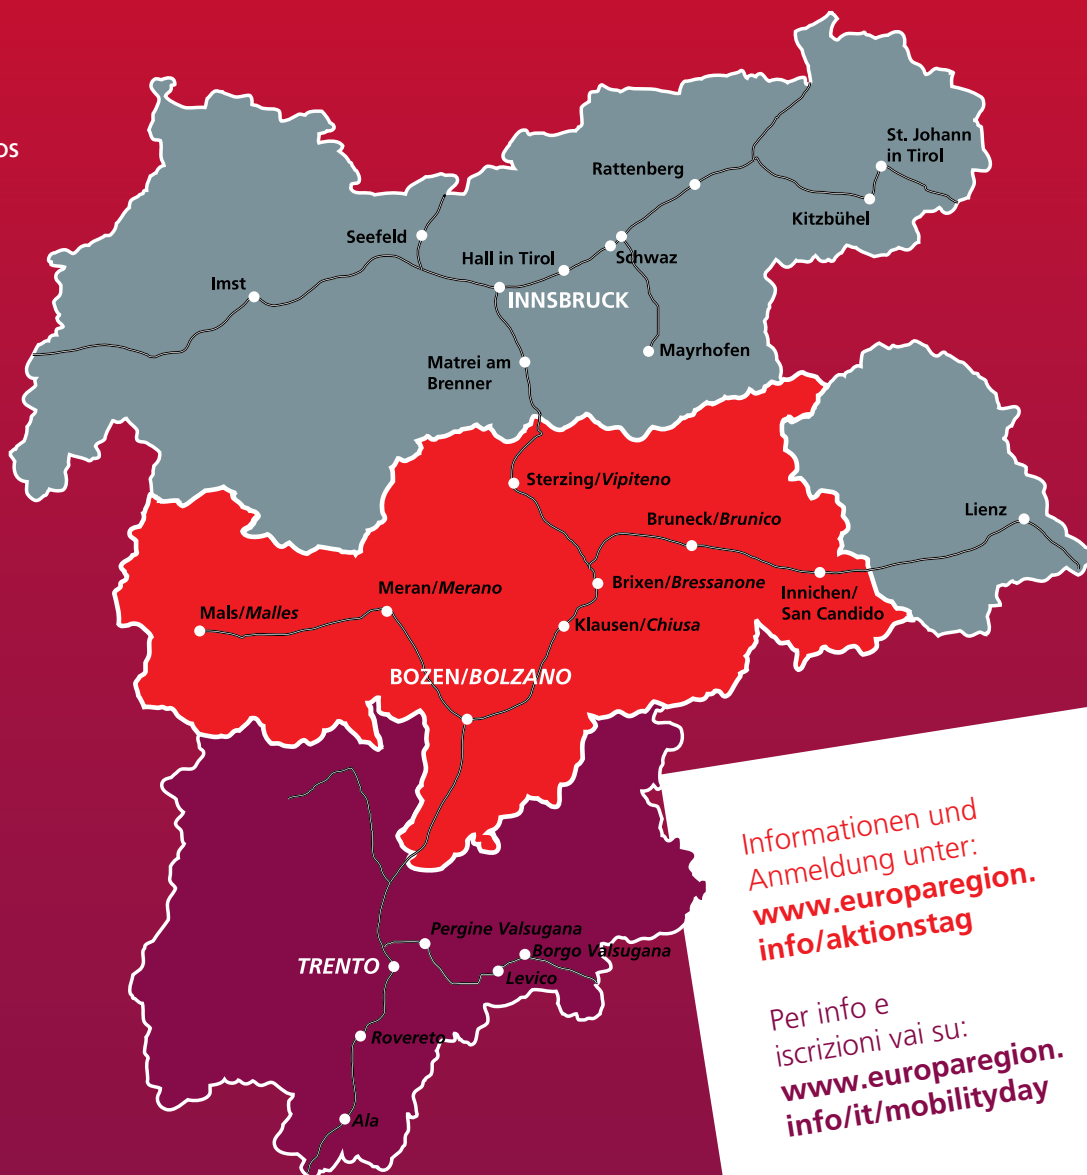 OS
St. Johann
in Tirol
Rattenberg
Kitzbühel
Seefeld
Hall in Tirol
Schwaz
Imst
INNSBRUCK
Mayrhofen
Matrei am
Brenner
Sterzing/Vipiteno
Lienz
Bruneck/Brunico
Brixen/Bressanone
Innichen/
San Candido
Meran/Merano
Mals/Malles
Klausen/Chiusa
BOZEN/BOLZANO
Pergine Valsugana
Borgo Valsugana
TRENTO
Levico
Rovereto
Ala
Informationen und
Anmeldung unter:
www.europaregion.
info/aktionstag
Per info e
iscrizioni vai su:
www.europaregion.
info/it/mobilityday